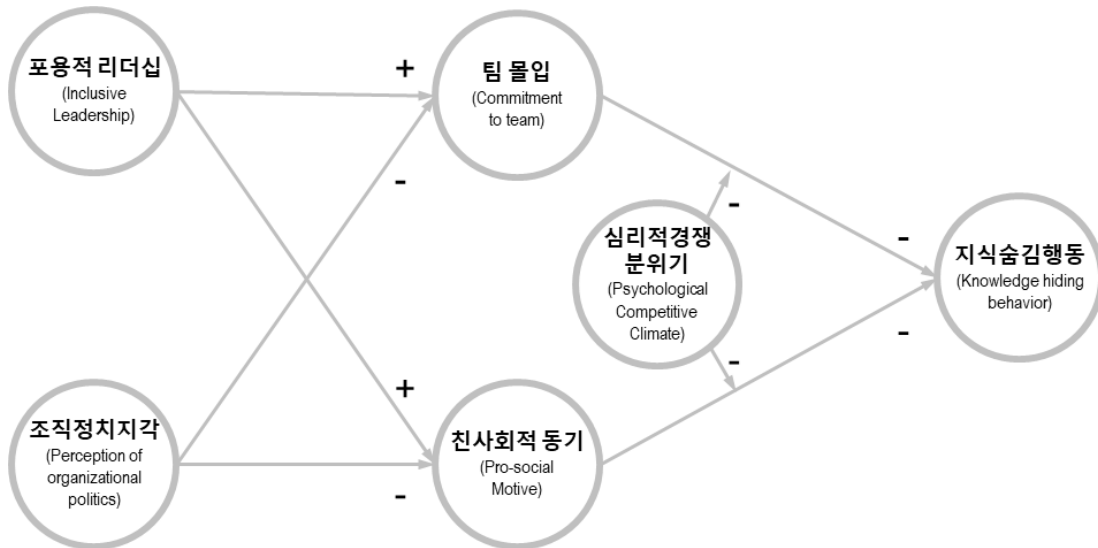 포용적 리더십
(Inclusive
Leadership)
+
팀 몰입
(Commitment
to team)
-
심리적경쟁
분위기
(Psychological
Competitive
Climate)
-
-
-
지식숨김행동
(Knowledge hiding
behavior)
-
조직정치지각
(Perception of
organizational
politics)
+
-
친사회적 동기
(Pro-social
Motive)